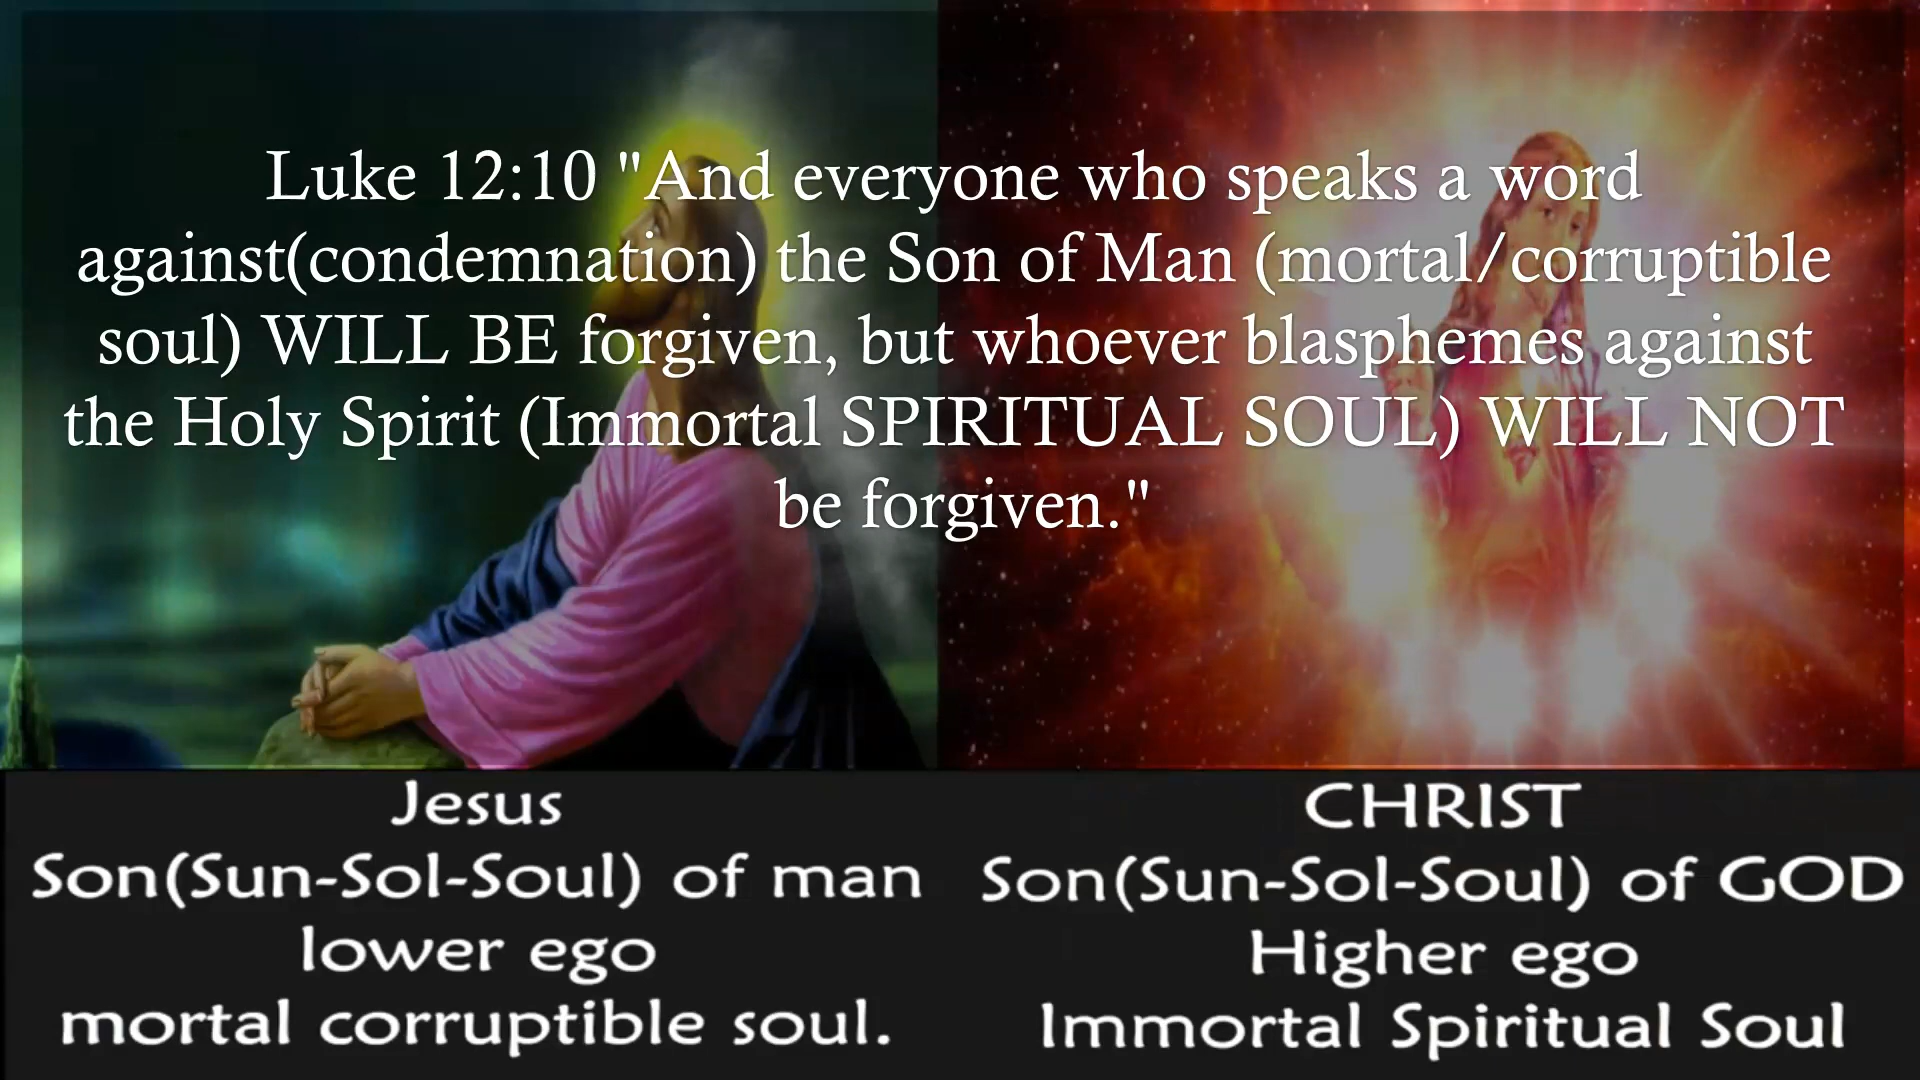 Luke 12:10 "And everyone who speaks a word
against(condemnation) the Son of Man (mortal/corruptible
soul) WILL BE forgiven, but whoever blasphemes against
the Holy Spirit (Immortal SPIRITUAL SOUL) WILL NOT
be forgiven."
Jesus
Son(Sun-Sol-Soul) of man
lower ego
mortal corruptible soul.
CHRIST
Son(Sun-Sol-Soul) of GOD
Higher ego
Immortal Spiritual Soul